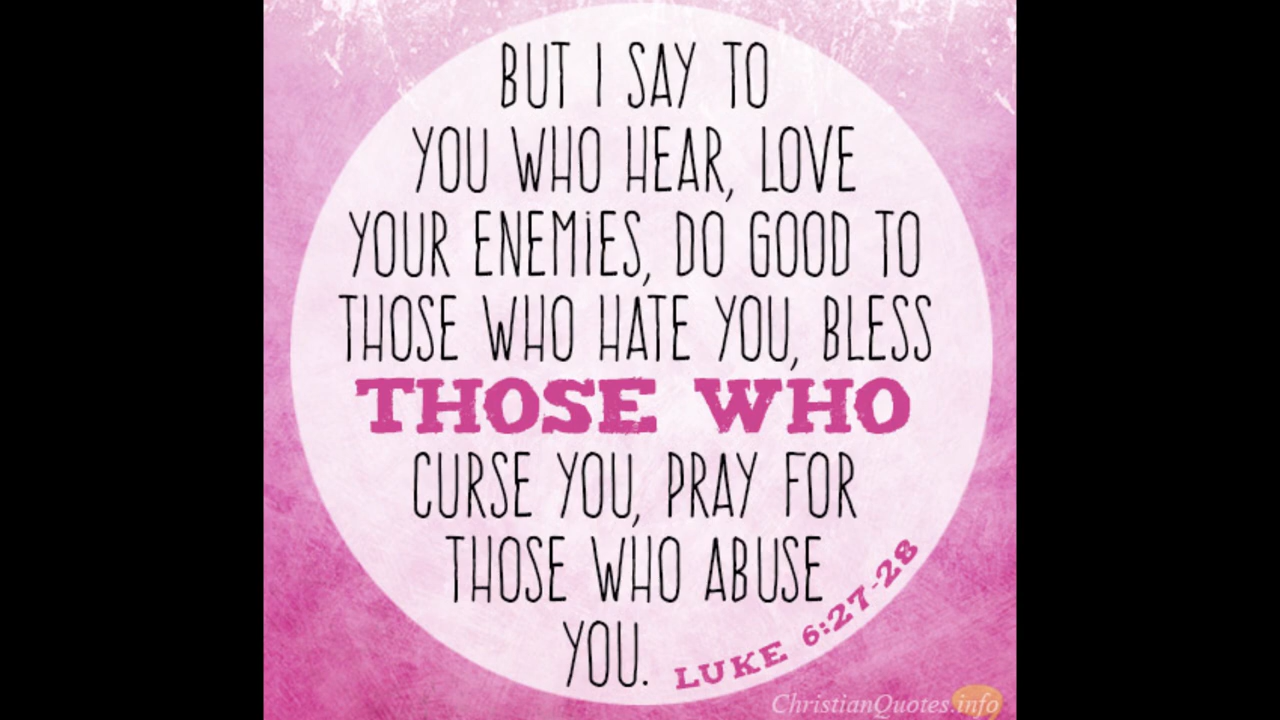 BUT I SAY TO
YOU WHO HEAR, LOVE
YOUR ENEMIES, DO GOOD TO
THOSE WHO HATE YOU, BLESS
THOSE WHO
CURSE YOU, PRAY FOR
THOSE WHO ABUSE
YOU.
LUKE 6:27-28
ChristianQuotes.info